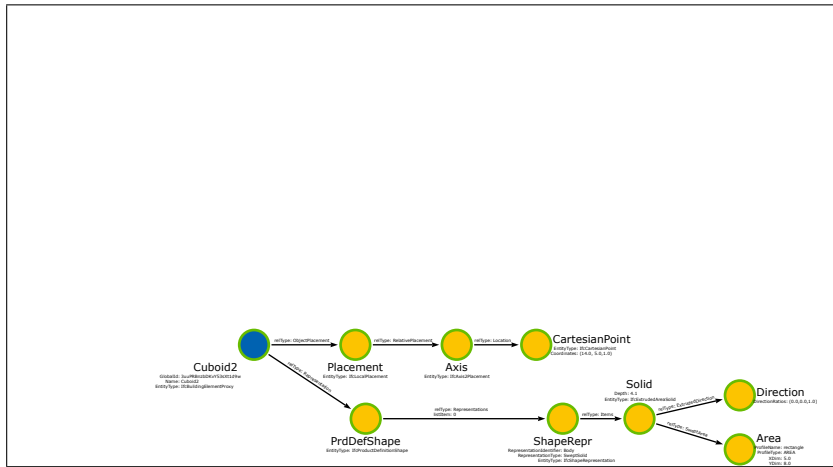 relType: ObjectPlacement
relType: RelativePlacement
relType: Location
CartesianPoint
EntityType: IfcCartesianPoint
Coordinates: (14.0, 5.0,1.0)
Cuboid2
Name: Cuboid2
EntityType: IfcBuildingElementProxy
Placement
EntityType: IfcLocalPlacement
Axis
EntityType: IfcAxis2Placement
relType: Representation
Solid
Depth: 4.1
EntityType: IfcExtrudedAreaSolid
relType: ExtrudedDirection
Direction
DirectionRatios: (0.0,0.0,1.0)
relType: Representations
listItem: 0
relType: Items
relType: SweptArea
PrdDefShape
EntityType: IfcProductDefinitionShape
ShapeRepr
RepresentationIdentifier: Body
RepresentationType: SweptSolid
EntityType: IfcShapeRepresentation
Area
ProfileName: rectangle
ProfileType: AREA
XDim: 5.0
YDim: 8.0